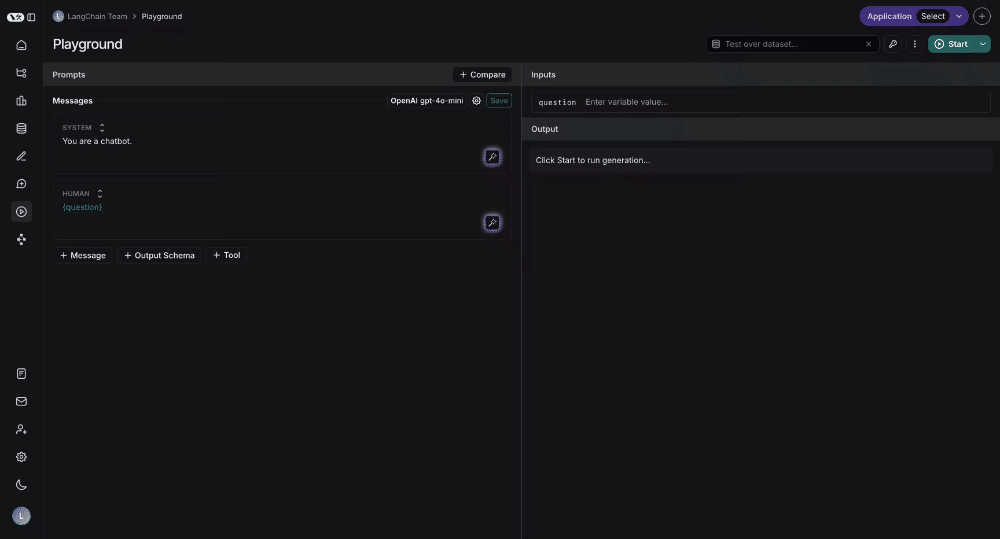 LangChain Team > Playground
Application Select
Playground
Test over dataset...
Start
Prompts
+ Compare
Inputs
Messages
OpenAI gpt-4o-mini
Save
question Enter variable value...
SYSTEM
You are a chatbot.
Output
Click Start to run generation...
HUMAN
{question}
+ Message
+ Output Schema
+ Tool
L